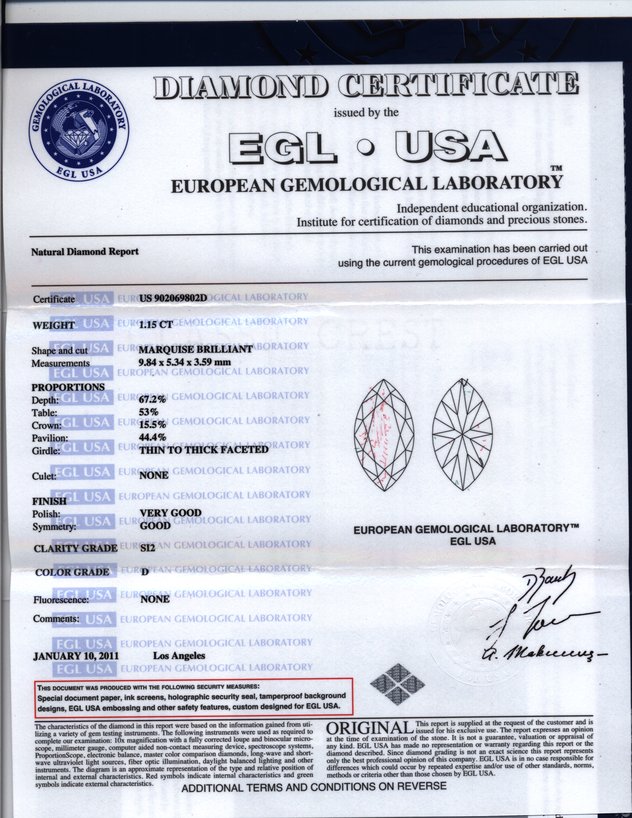 GEMOLOGICAL LABORATORY
EGL USA
DIAMOND CERTIFICATE
issued by the
EGL • USA
EUROPEAN GEMOLOGICAL LABORATORY™
Independent educational organization.
Institute for certification of diamonds and precious stones.
Natural Diamond Report
This examination has been carried out
using the current gemological procedures of EGL USA
Certificate US 902069802D
WEIGHT 1.15 CT
Shape and cut MARQUISE BRILLIANT
Measurements 9.84 x 5.34 x 3.59 mm
PROPORTIONS
Depth: 67.2%
Table: 53%
Crown: 15.5%
Pavilion: 44.4%
Girdle: THIN TO THICK FACETED
Culet: NONE
FINISH
Polish: VERY GOOD
Symmetry: GOOD
CLARITY GRADE SI2
COLOR GRADE D
Fluorescence: NONE
Comments:
EGL USA EUROPEAN GEMOLOGICAL LABORATORY
JANUARY 10, 2011 Los Angeles
EGL USA EUROPEAN GEMOLOGICAL LABORATORY
EUROPEAN GEMOLOGICAL LABORATORY™
EGL USA
THIS DOCUMENT WAS PRODUCED WITH THE FOLLOWING SECURITY MEASURES:
Special document paper, ink screens, holographic security seal, tamperproof background
designs, EGL USA embossing and other safety features, custom designed for EGL USA.
The characteristics of the diamond in this report were based on the information gained from uti-
lizing a variety of gem testing instruments. The following instruments were used to
complete our examination: 10x magnification with a fully corrected loupe and binocular micro-
scope, millimeter gauge, computer aided non-contact measuring device, spectroscope systems,
ProportionScope, electronic balance, master color comparison diamonds, long-wave and short-
wave ultraviolet light sources, fiber optic illumination, daylight balanced lighting and other
instruments. The diagram is an approximate representation of the type and relative position of
internal and external characteristics. Red symbols indicate internal characteristics and green
symbols indicate external characteristics.
ORIGINAL This report is supplied at the request of the customer and is
issued for his exclusive use. The report expresses an opinion
at the time of examination of the stone. It is not a guarantee, valuation or appraisal of
any kind. EGL USA has made no representation or warranty regarding this report or the
diamond described. Since diamond grading is not an exact science this report represents
only the best professional opinion of this company. EGL USA is in no case responsible for
differences which could occur by repeated expertise and/or use of other standards, norms,
methods or criteria other than those chosen by EGL USA.
ADDITIONAL TERMS AND CONDITIONS ON REVERSE